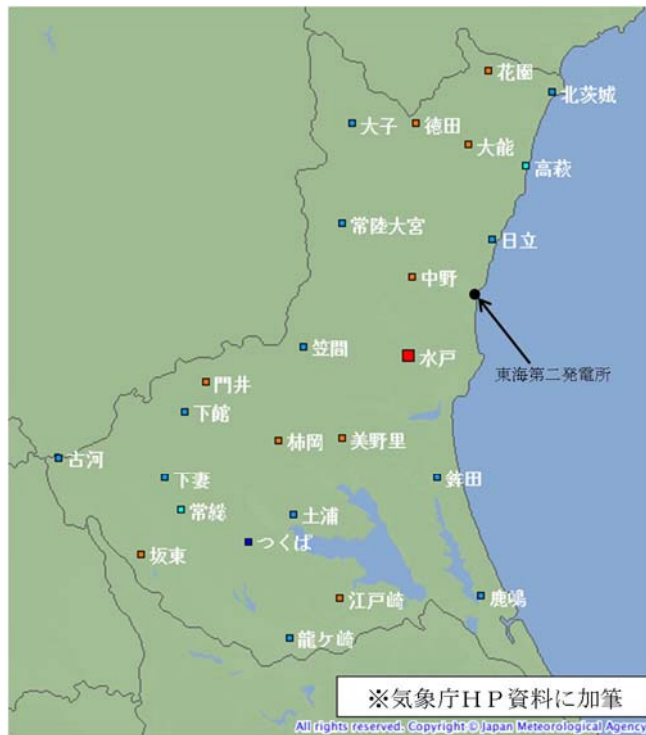 花園
北茨城
大子
徳田
大能
高萩
常陸大宮
日立
中野
笠間
水戸
東海第二発電所
門井
下館
柿岡
美野里
古河
下妻
鉾田
常総
土浦
つくば
坂東
江戸崎
鹿嶋
龍ケ崎
※気象庁HP資料に加筆
All rights reserved. Copyright © Japan Meteorological Agency